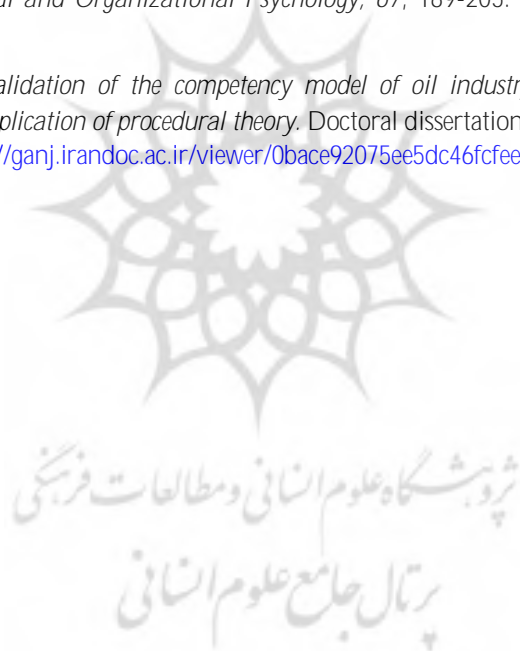 al and Organizational Psychology, 67, 189-203.
alidation of the competency model of oil industr
plication of procedural theory. Doctoral dissertation
//ganj.irandoc.ac.ir/viewer/0bace92075ee5dc46fcfee
پژوهشگاه علوم انسانی و مطالعات فرهنگی
پرتال جامع علوم انسانی